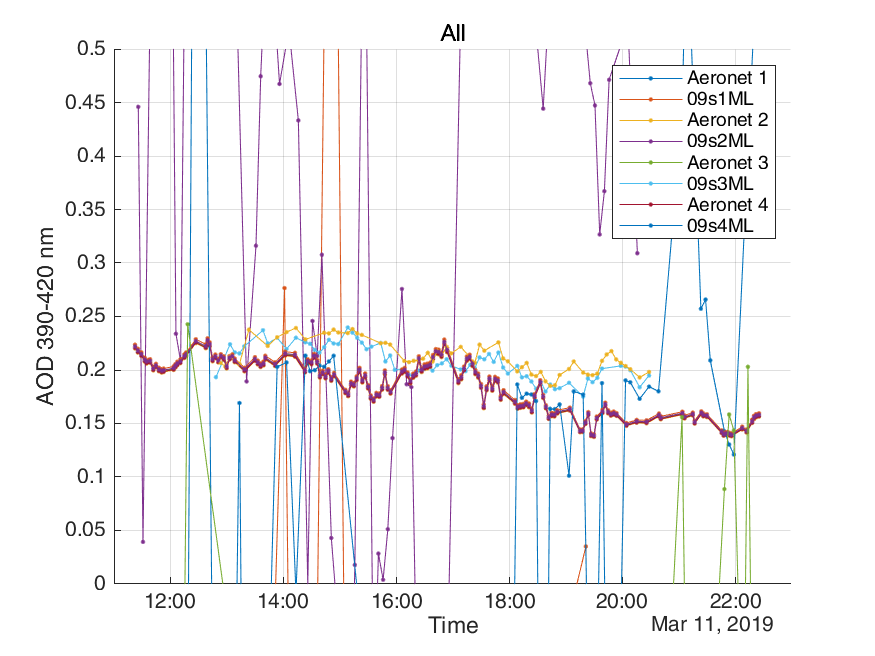 All
0.5
0.45
0.4
0.35
0.3
0.25
0.2
0.15
0.1
0.05
0
AOD 390-420 nm
Aeronet 1
09s1ML
Aeronet 2
09s2ML
Aeronet 3
09s3ML
Aeronet 4
09s4ML
12:00 14:00 16:00 18:00 20:00 22:00
Time
Mar 11, 2019